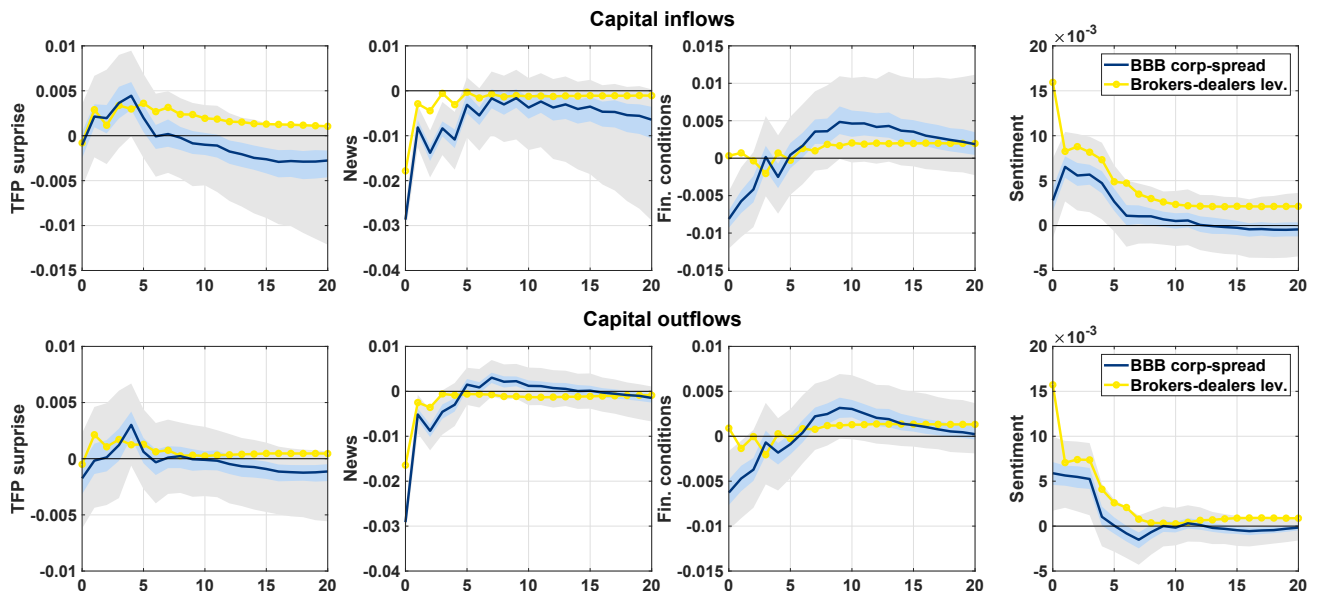 Capital inflows
TFP surprise
0.01
0.005
0
-0.005
-0.01
-0.015
0 5 10 15 20
News
0.01
0
-0.01
-0.02
-0.03
-0.04
0 5 10 15 20
Fin. conditions
0.015
0.01
0.005
0
-0.005
-0.01
-0.015
0 5 10 15 20
Sentiment
×10⁻³
20
15
10
5
0
-5
0 5 10 15 20
BBB corp-spread
Brokers-dealers lev.
Capital outflows
TFP surprise
0.01
0.005
0
-0.005
-0.01
0 5 10 15 20
News
0.01
0
-0.01
-0.02
-0.03
-0.04
0 5 10 15 20
Fin. conditions
0.01
0.005
0
-0.005
-0.01
-0.015
0 5 10 15 20
Sentiment
×10⁻³
20
15
10
5
0
-5
0 5 10 15 20
BBB corp-spread
Brokers-dealers lev.